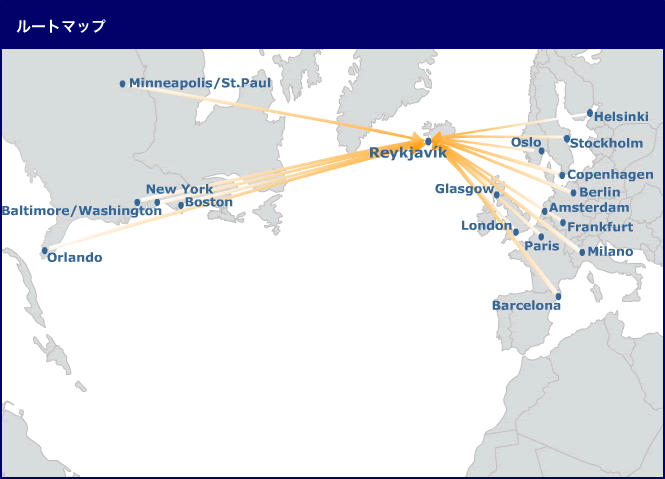 ルートマップ
Minneapolis/St.Paul
Helsinki
Oslo
Stockholm
Reykjavík
Copenhagen
New York
Glasgow
Berlin
Baltimore/Washington
Boston
Amsterdam
London
Frankfurt
Paris
Orlando
Milano
Barcelona